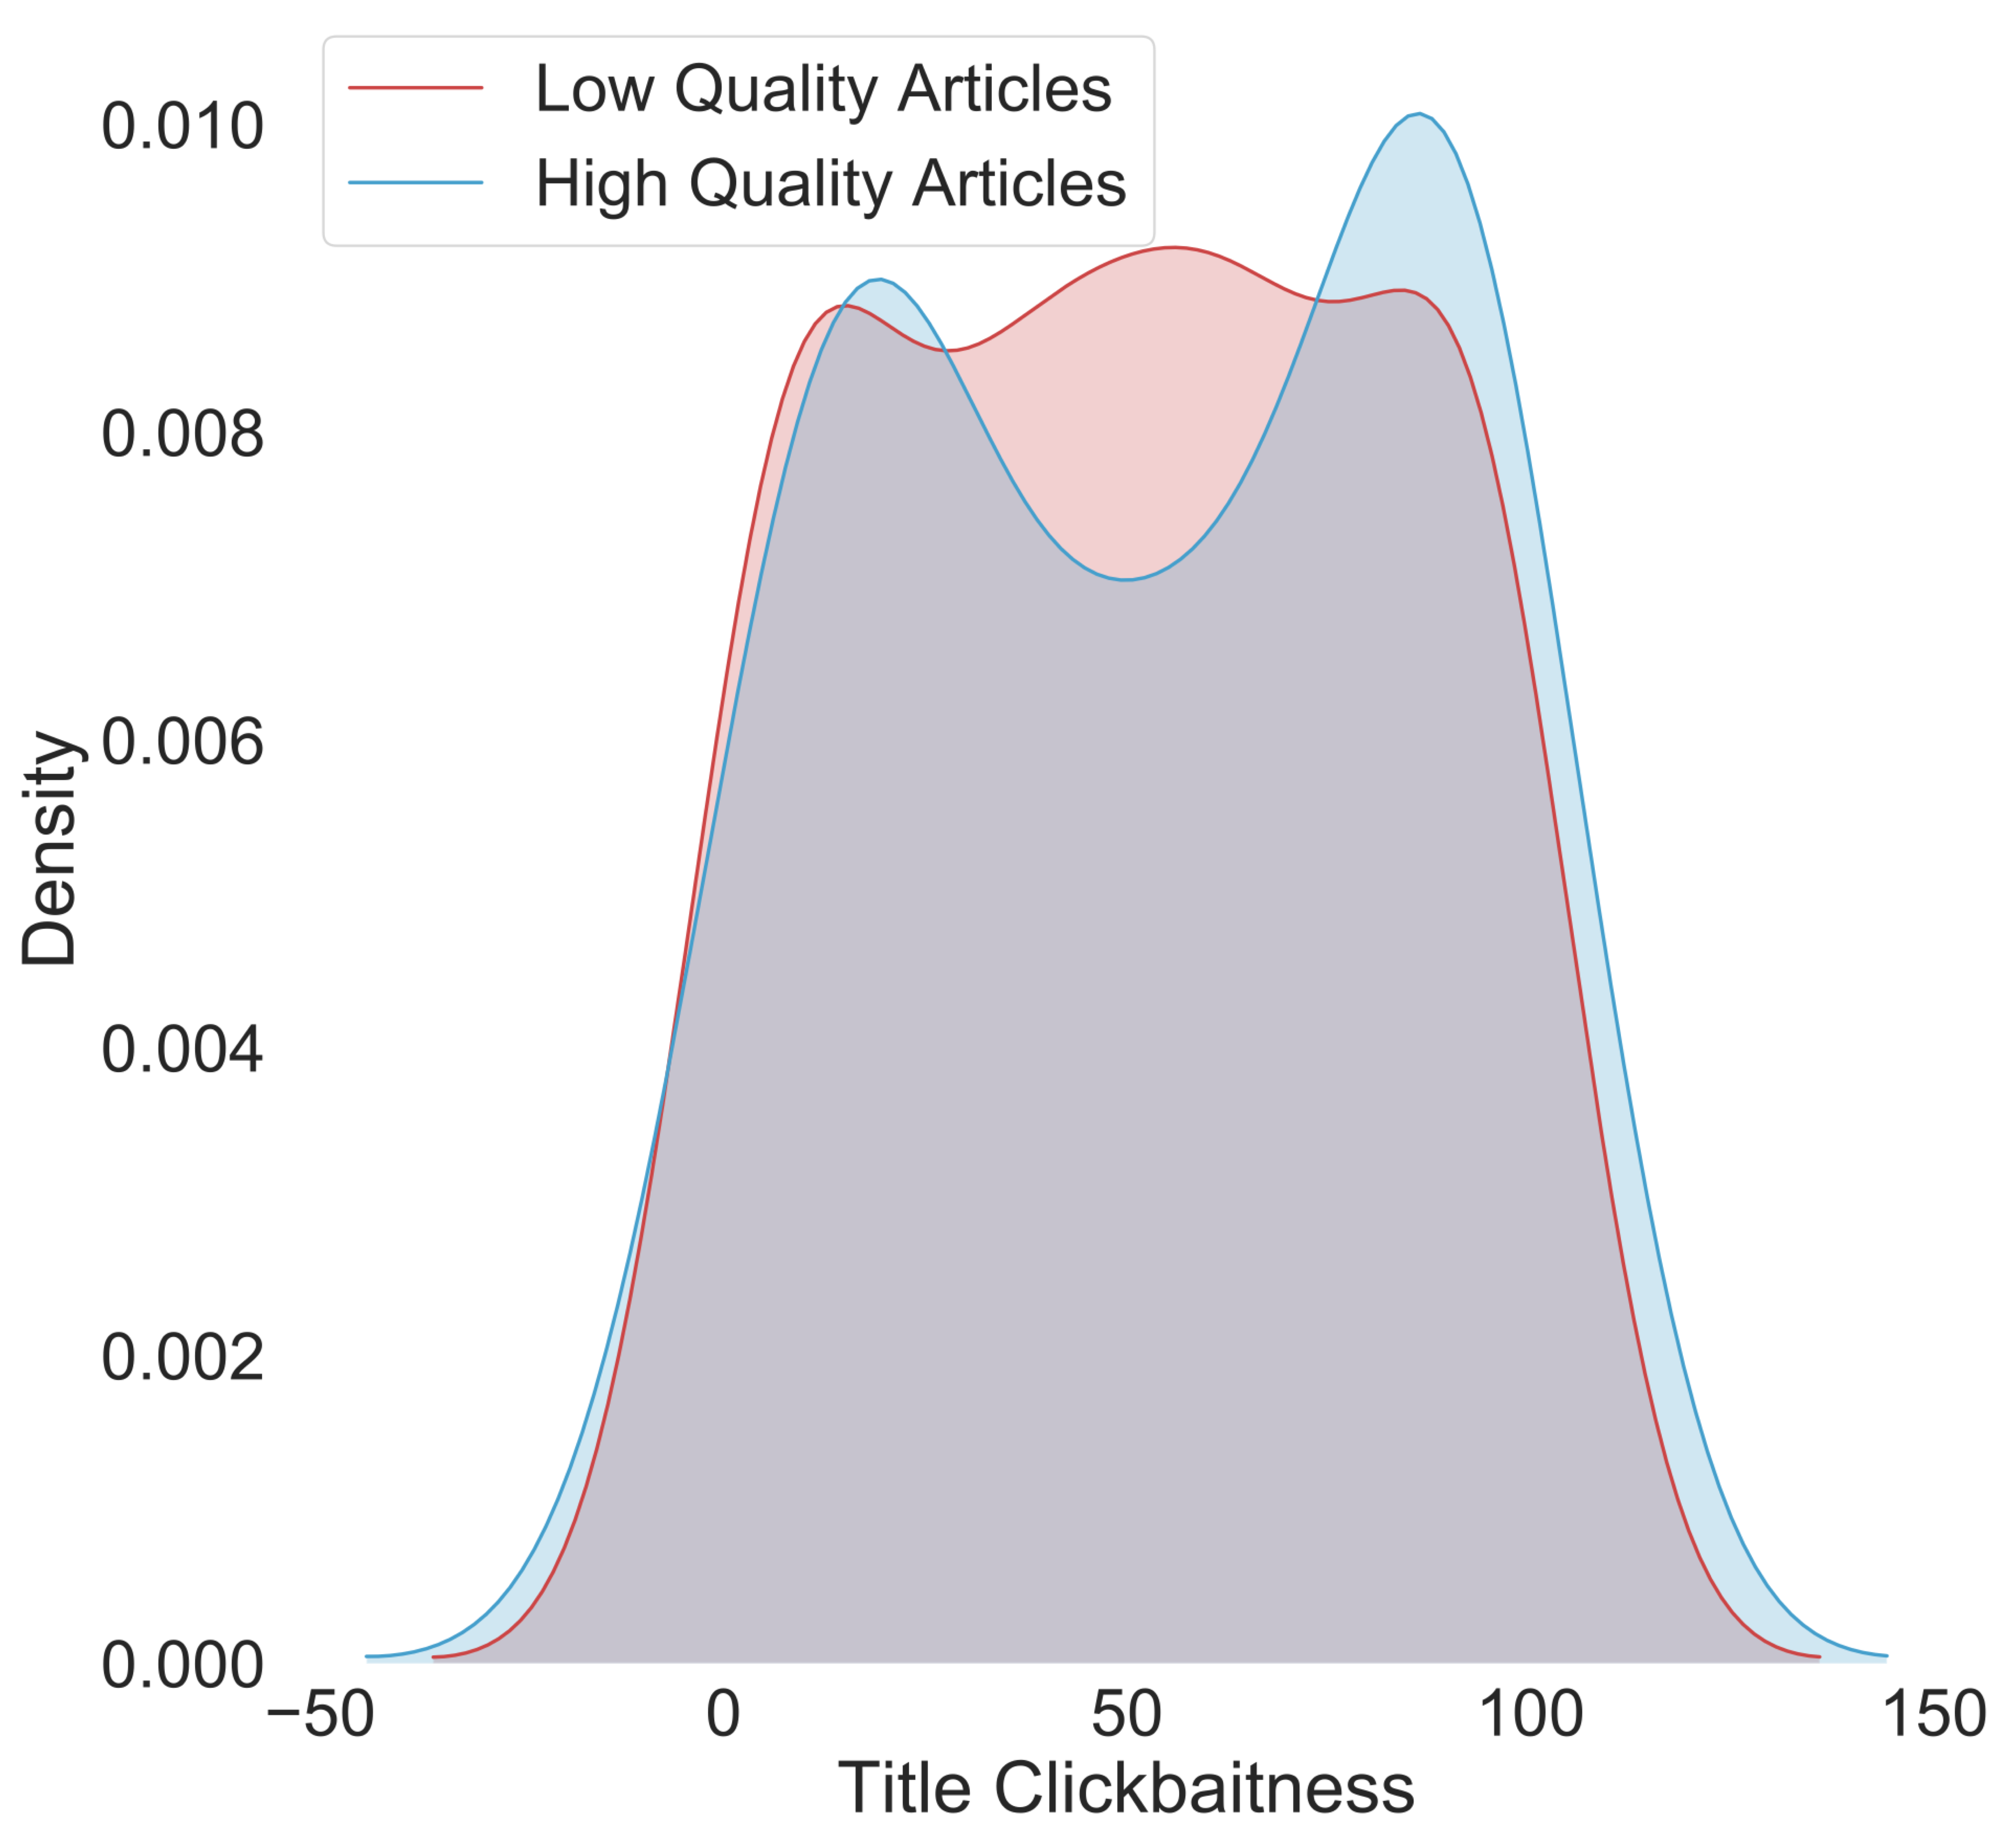 Low Quality Articles
High Quality Articles
0.010
0.008
0.006
0.004
0.002
0.000
Density
−50 0 50 100 150
Title Clickbaitness